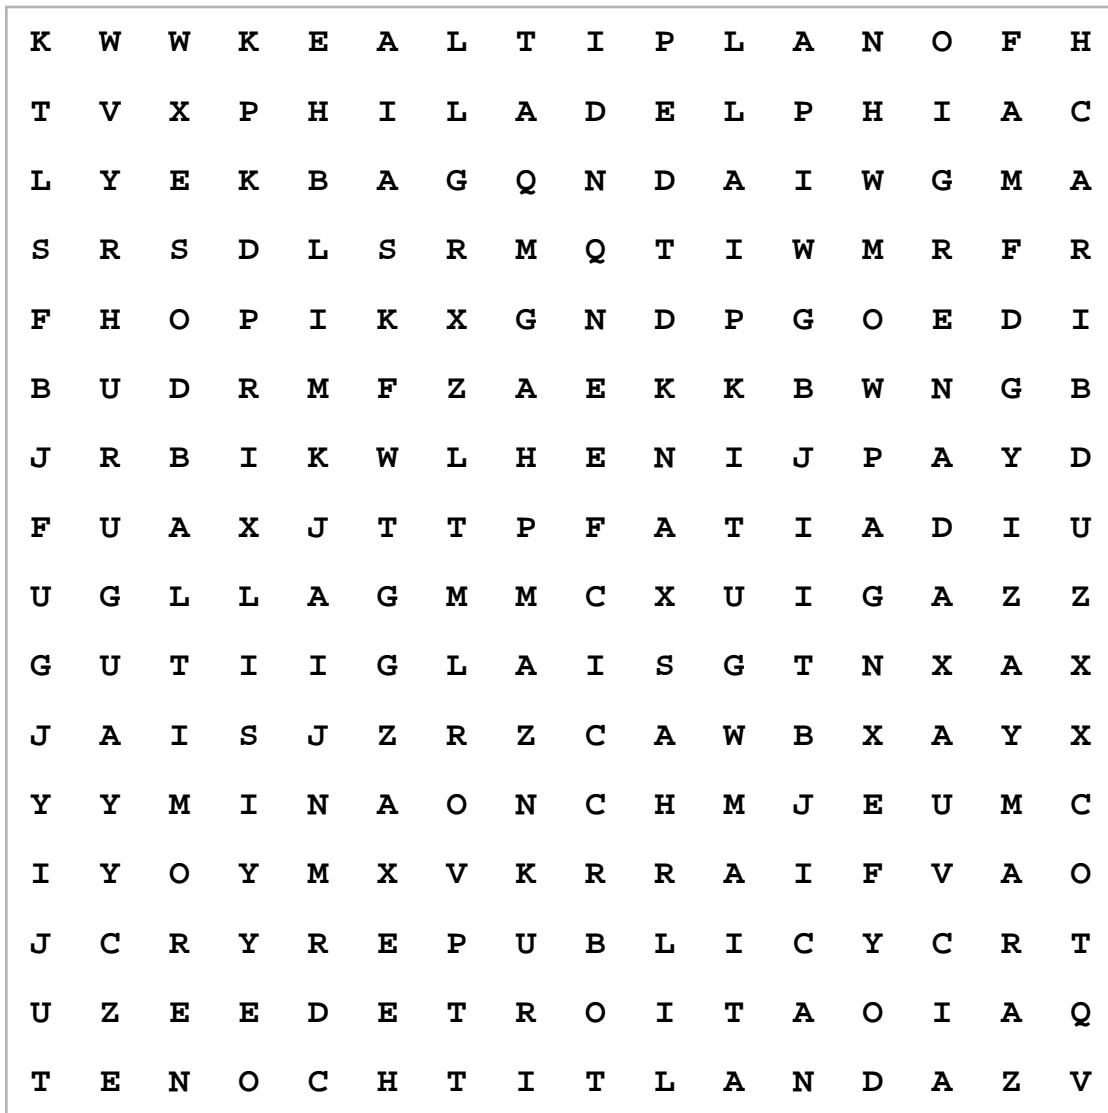 K W W K E A L T I P L A N O F H
T V X P H I L A D E L P H I A C
L Y E K B A G Q N D A I W G M A
S R S D L S R M Q T I W M R F R
F H O P I K X G N D P G O E D I
B U D R M F Z A E K K B W N G B
J R B I K W L H E N I J P A Y D
F U A X J T T P F A T I A D I U
U G L L A G M M C X U I G A Z Z
G U T I I G L A I S G T N X A X
J A I S J Z R Z C A W B X A Y X
Y Y M I N A O N C H M J E U M C
I Y O Y M X V K R R A I F V A O
J C R Y R E P U B L I C Y C R T
U Z E E D E T R O I T A O I A Q
T E N O C H T I T L A N D A Z V